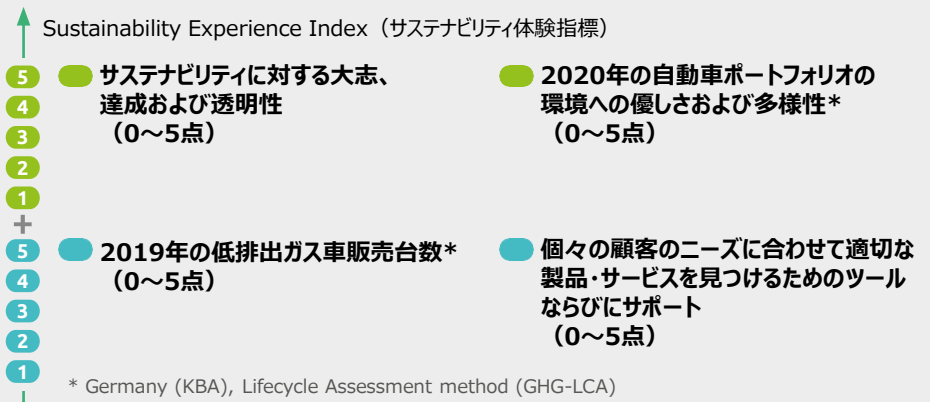 Sustainability Experience Index（サステナビリティ体験指標）
5
4
3
2
1
+
5
4
3
2
1
サステナビリティに対する大志、
達成および透明性
（0～5点）
2020年の自動車ポートフォリオの
環境への優しさおよび多様性*
（0～5点）
2019年の低排出ガス車販売台数*
（0～5点）
個々の顧客のニーズに合わせて適切な
製品・サービスを見つけるためのツール
ならびにサポート
（0～5点）
* Germany (KBA), Lifecycle Assessment method (GHG-LCA)